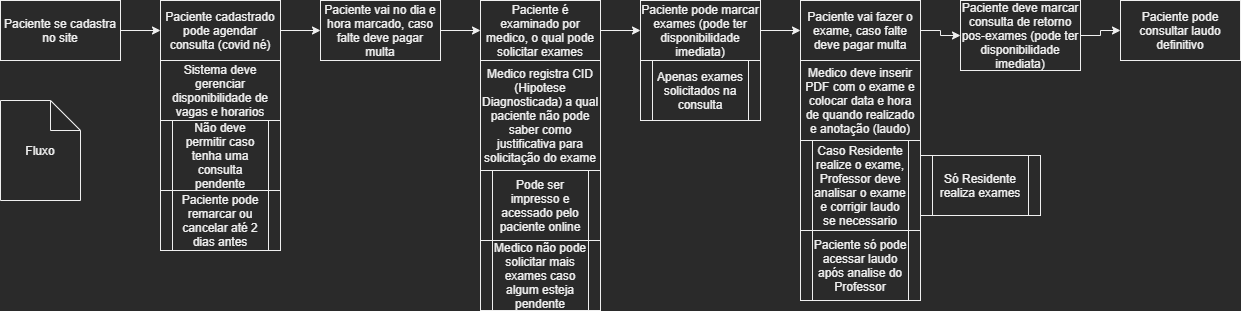 Paciente se cadastra
no site
Paciente cadastrado
pode agendar
consulta (covid né)
Sistema deve
gerenciar
disponibilidade de
vagas e horarios
Não deve
permitir caso
tenha uma
consulta
pendente
Paciente pode
remarcar ou
cancelar até 2
dias antes
Paciente vai no dia e
hora marcado, caso
falte deve pagar
multa
Paciente é
examinado por
medico, o qual pode
solicitar exames
Medico registra CID
(Hipotese
Diagnosticada) a qual
paciente não pode
saber como
justificativa para
solicitação do exame
Pode ser
impresso e
acessado pelo
paciente online
Medico não pode
solicitar mais
exames caso
algum esteja
pendente
Paciente pode marcar
exames (pode ter
disponibilidade
imediata)
Apenas exames
solicitados na
consulta
Paciente vai fazer o
exame, caso falte
deve pagar multa
Medico deve inserir
PDF com o exame e
colocar data e hora
de quando realizado
e anotação (laudo)
Caso Residente
realize o exame,
Professor deve
analisar o exame
e corrigir laudo
se necessario
Paciente só pode
acessar laudo
após analise do
Professor
Só Residente
realiza exames
Paciente deve marcar
consulta de retorno
pos-exames (pode ter
disponibilidade
imediata)
Paciente pode
consultar laudo
definitivo
Fluxo